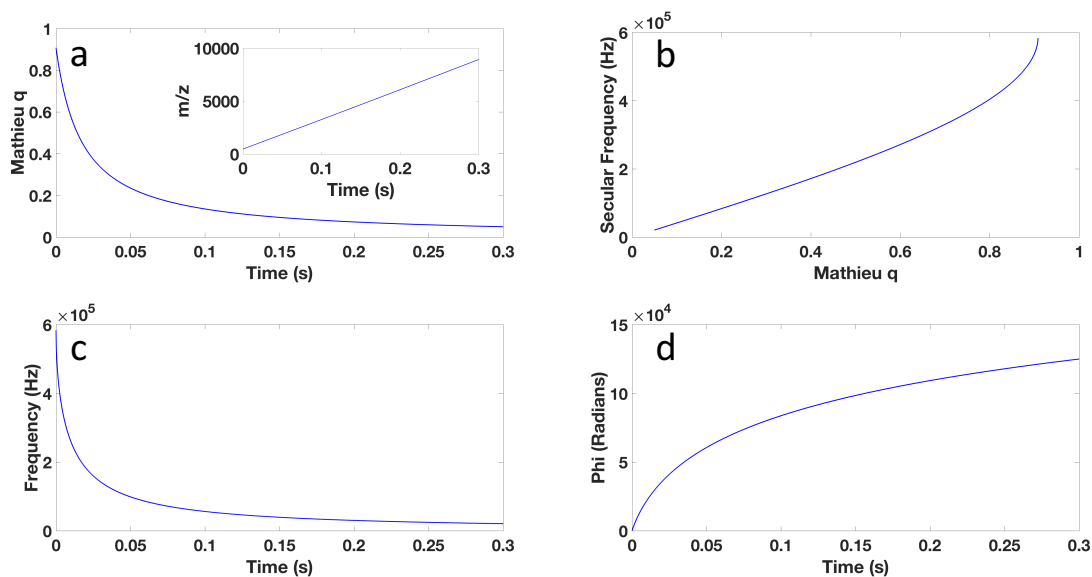 a
1
0.8
0.6
0.4
0.2
0
Mathieu q
0 0.05 0.1 0.15 0.2 0.25 0.3
Time (s)
10000
5000
0
m/z
0 0.1 0.2 0.3
Time (s)
b
×10⁵
6
4
2
0
Secular Frequency (Hz)
0 0.2 0.4 0.6 0.8 1
Mathieu q
c
×10⁵
6
4
2
0
Frequency (Hz)
0 0.05 0.1 0.15 0.2 0.25 0.3
Time (s)
d
×10⁴
15
10
5
0
Phi (Radians)
0 0.05 0.1 0.15 0.2 0.25 0.3
Time (s)